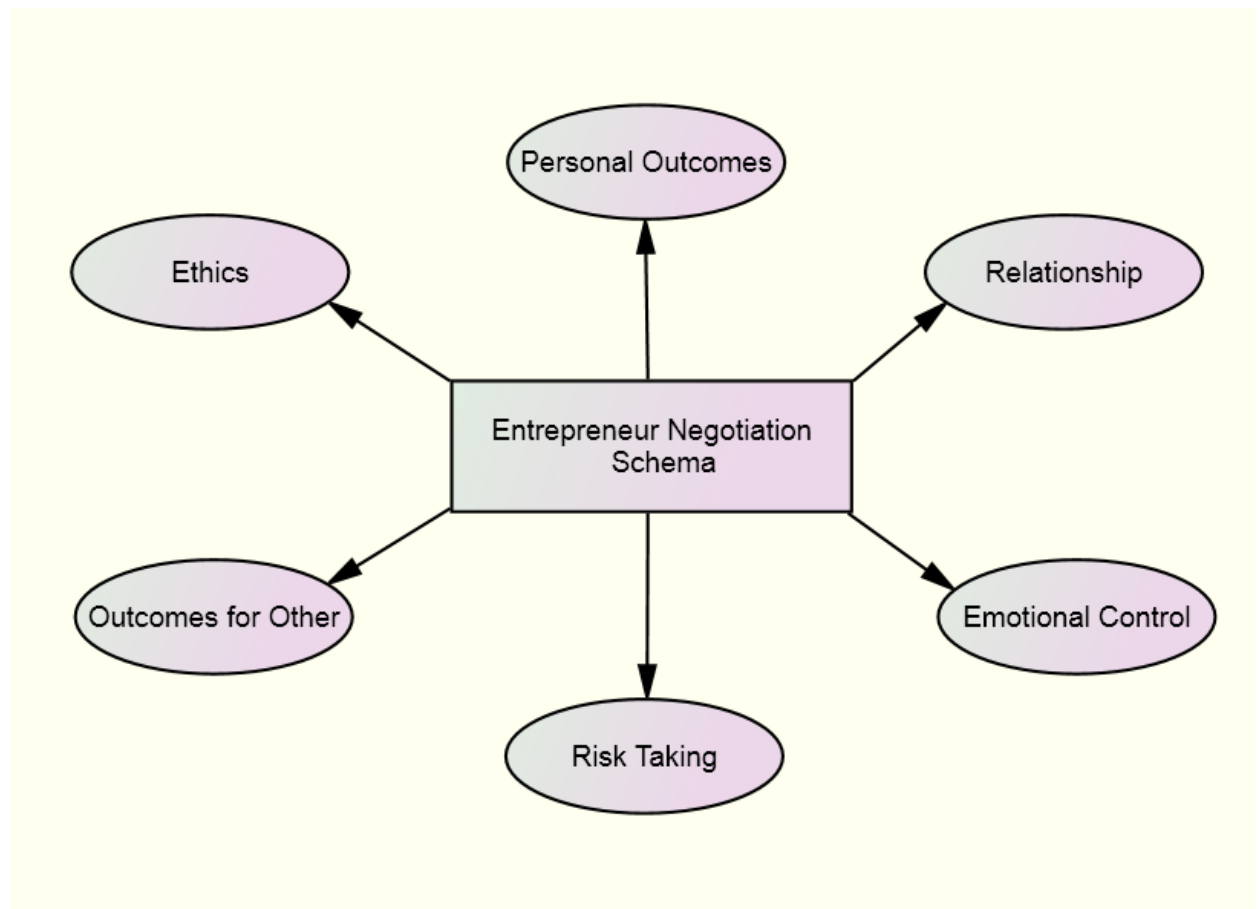 Personal Outcomes
Ethics
Relationship
Entrepreneur Negotiation
Schema
Outcomes for Other
Emotional Control
Risk Taking